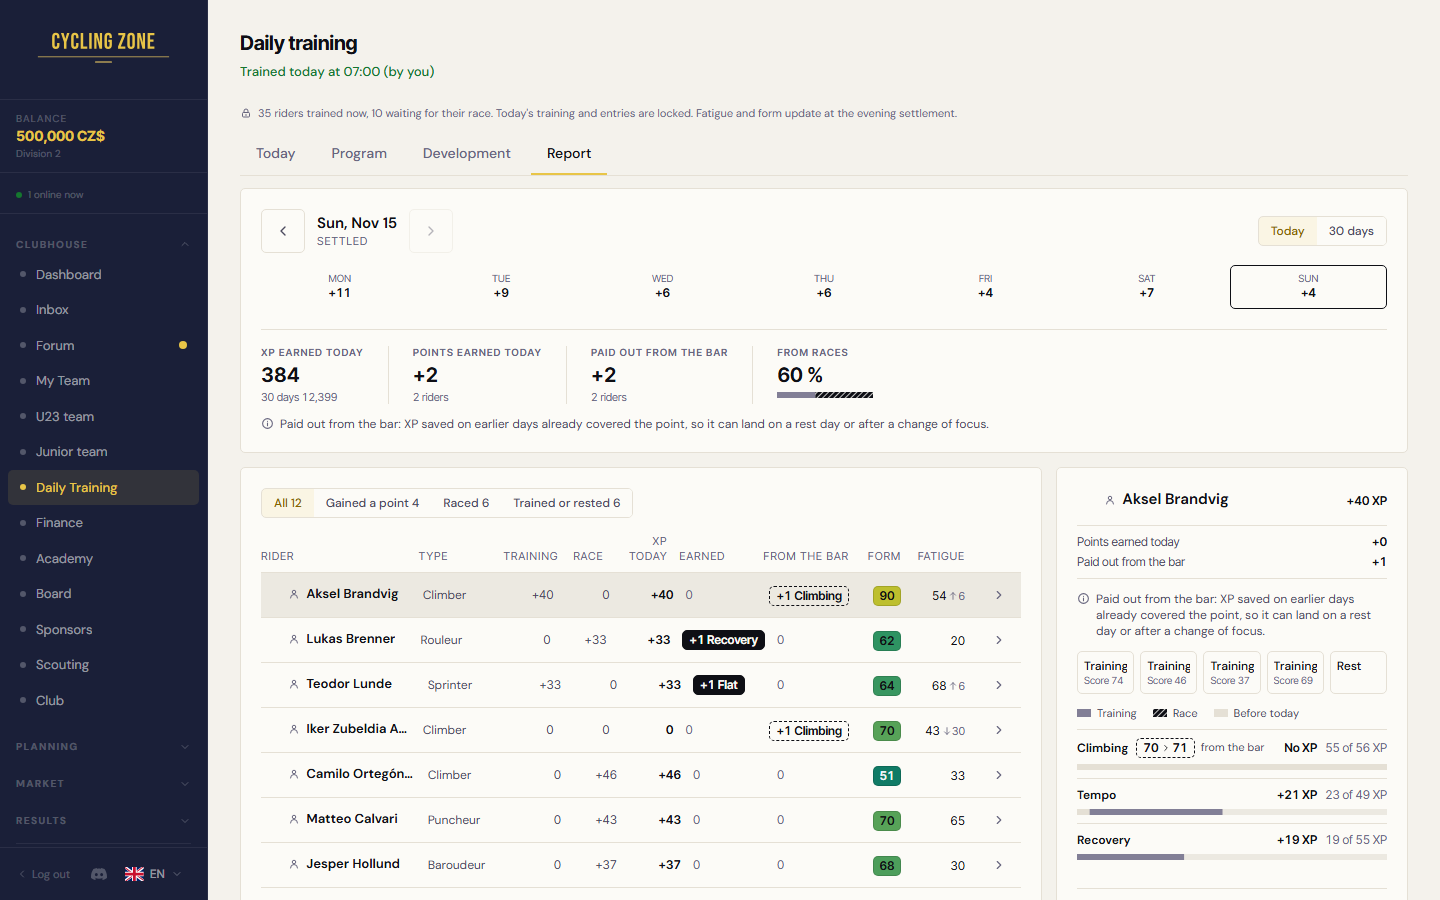 CYCLING ZONE
BALANCE
500,000 CZ$
Division 2
1 online now
CLUBHOUSE
Dashboard
Inbox
Forum
My Team
U23 team
Junior team
Daily Training
Finance
Academy
Board
Sponsors
Scouting
Club
PLANNING
MARKET
RESULTS
Log out
EN
Daily training
Trained today at 07:00 (by you)
35 riders trained now, 10 waiting for their race. Today's training and entries are locked. Fatigue and form update at the evening settlement.
Today Program Development Report
Sun, Nov 15
SETTLED
Today 30 days
MON TUE WED THU FRI SAT SUN
+11 +9 +6 +6 +4 +7 +4
XP EARNED TODAY POINTS EARNED TODAY PAID OUT FROM THE BAR FROM RACES
384 +2 +2 60 %
30 days 12,399 2 riders 2 riders
Paid out from the bar: XP saved on earlier days already covered the point, so it can land on a rest day or after a change of focus.
All 12 Gained a point 4 Raced 6 Trained or rested 6
RIDER TYPE TRAINING RACE XP TODAY EARNED FROM THE BAR FORM FATIGUE
Aksel Brandvig Climber +40 0 +40 0 +1 Climbing 90 54 ↑6
Lukas Brenner Rouleur 0 +33 +33 +1 Recovery 0 62 20
Teodor Lunde Sprinter +33 0 +33 +1 Flat 0 64 68 ↑6
Iker Zubeldia A... Climber 0 0 0 0 +1 Climbing 70 43 ↓30
Camilo Ortegón... Climber 0 +46 +46 0 0 51 33
Matteo Calvari Puncheur 0 +43 +43 0 0 70 65
Jesper Hollund Baroudeur 0 +37 +37 0 0 68 30
Aksel Brandvig +40 XP
Points earned today +0
Paid out from the bar +1
Paid out from the bar: XP saved on earlier days
already covered the point, so it can land on a rest
day or after a change of focus.
Training Training Training Training Rest
Score 74 Score 46 Score 37 Score 69
Training Race Before today
Climbing 70 › 71 from the bar No XP 55 of 56 XP
Tempo +21 XP 23 of 49 XP
Recovery +19 XP 19 of 55 XP